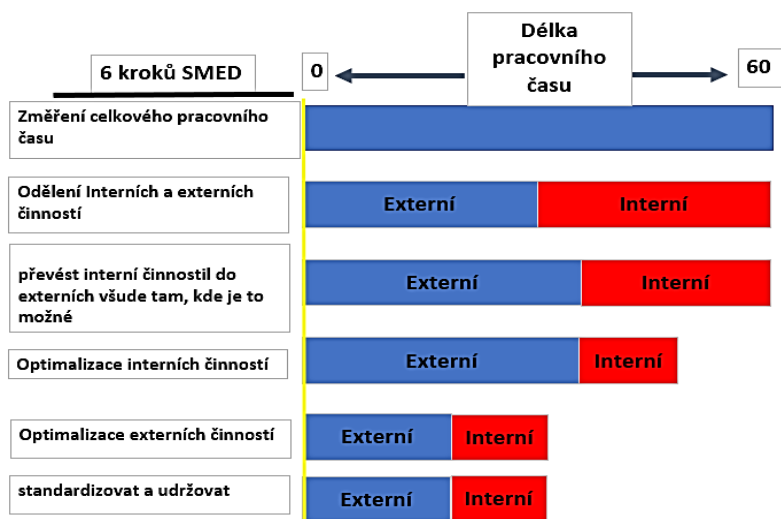 6 kroků SMED
0
Délka
pracovního
času
60
Změření celkového pracovního
času
Odělení Interních a externích
činností
Externí
Interní
převést interní činnostil do
externích všude tam, kde je to
možné
Externí
Interní
Optimalizace interních činností
Externí
Interní
Optimalizace externích činností
Externí
Interní
standardizovat a udržovat
Externí
Interní